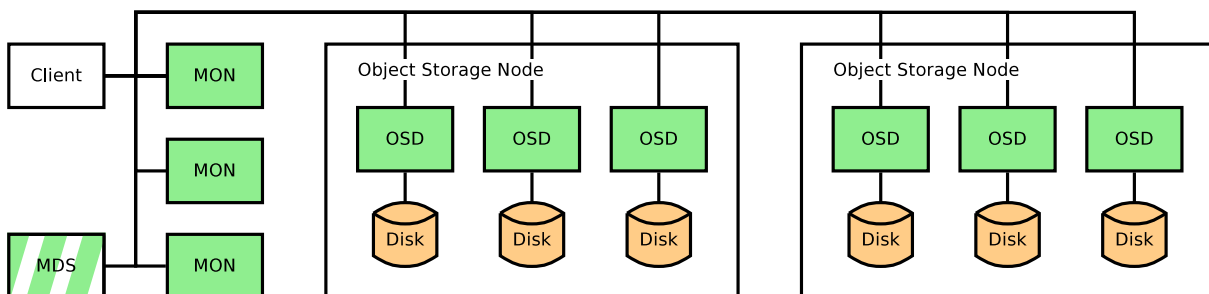 Client
MON
Object Storage Node
Object Storage Node
OSD
OSD
OSD
OSD
OSD
OSD
MON
Disk
Disk
Disk
Disk
Disk
Disk
MDS
MON